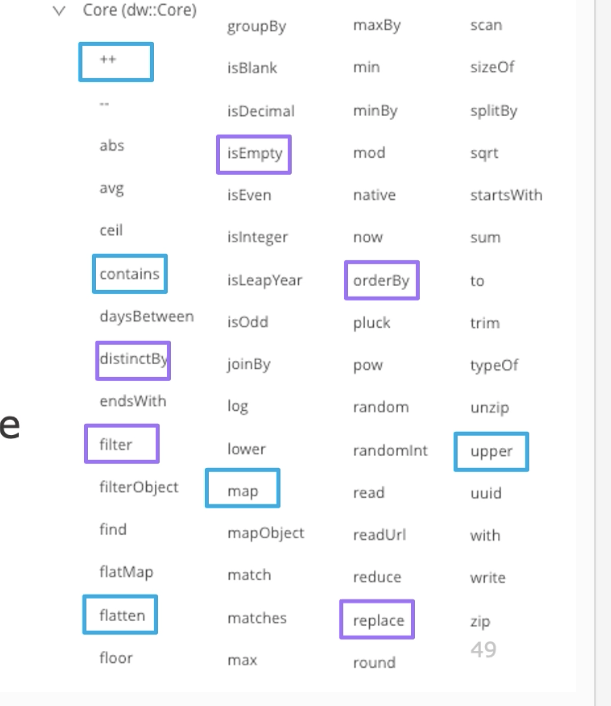 Core (dw::Core)
++
--
abs
avg
ceil
contains
daysBetween
distinctBy
endsWith
filter
filterObject
find
flatMap
flatten
floor
groupBy
isBlank
isDecimal
isEmpty
isEven
isInteger
isLeapYear
isOdd
joinBy
log
lower
map
mapObject
match
matches
max
maxBy
min
minBy
mod
native
now
orderBy
pluck
pow
random
randomInt
read
readUrl
reduce
replace
round
scan
sizeOf
splitBy
sqrt
startsWith
sum
to
trim
typeOf
unzip
upper
uuid
with
write
zip
49
e